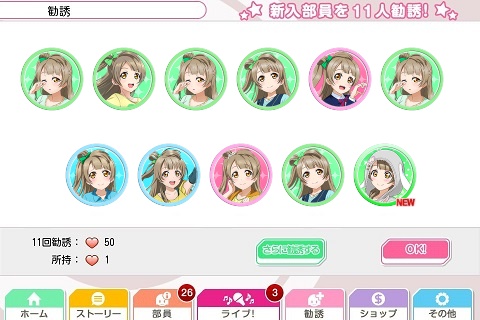 勧誘
新入部員を11人勧誘!
NEW
11回勧誘: 50
所持: 1
さらに勧誘する
OK!
26
3
ホーム
ストーリー
部員
ライブ!
勧誘
ショップ
その他